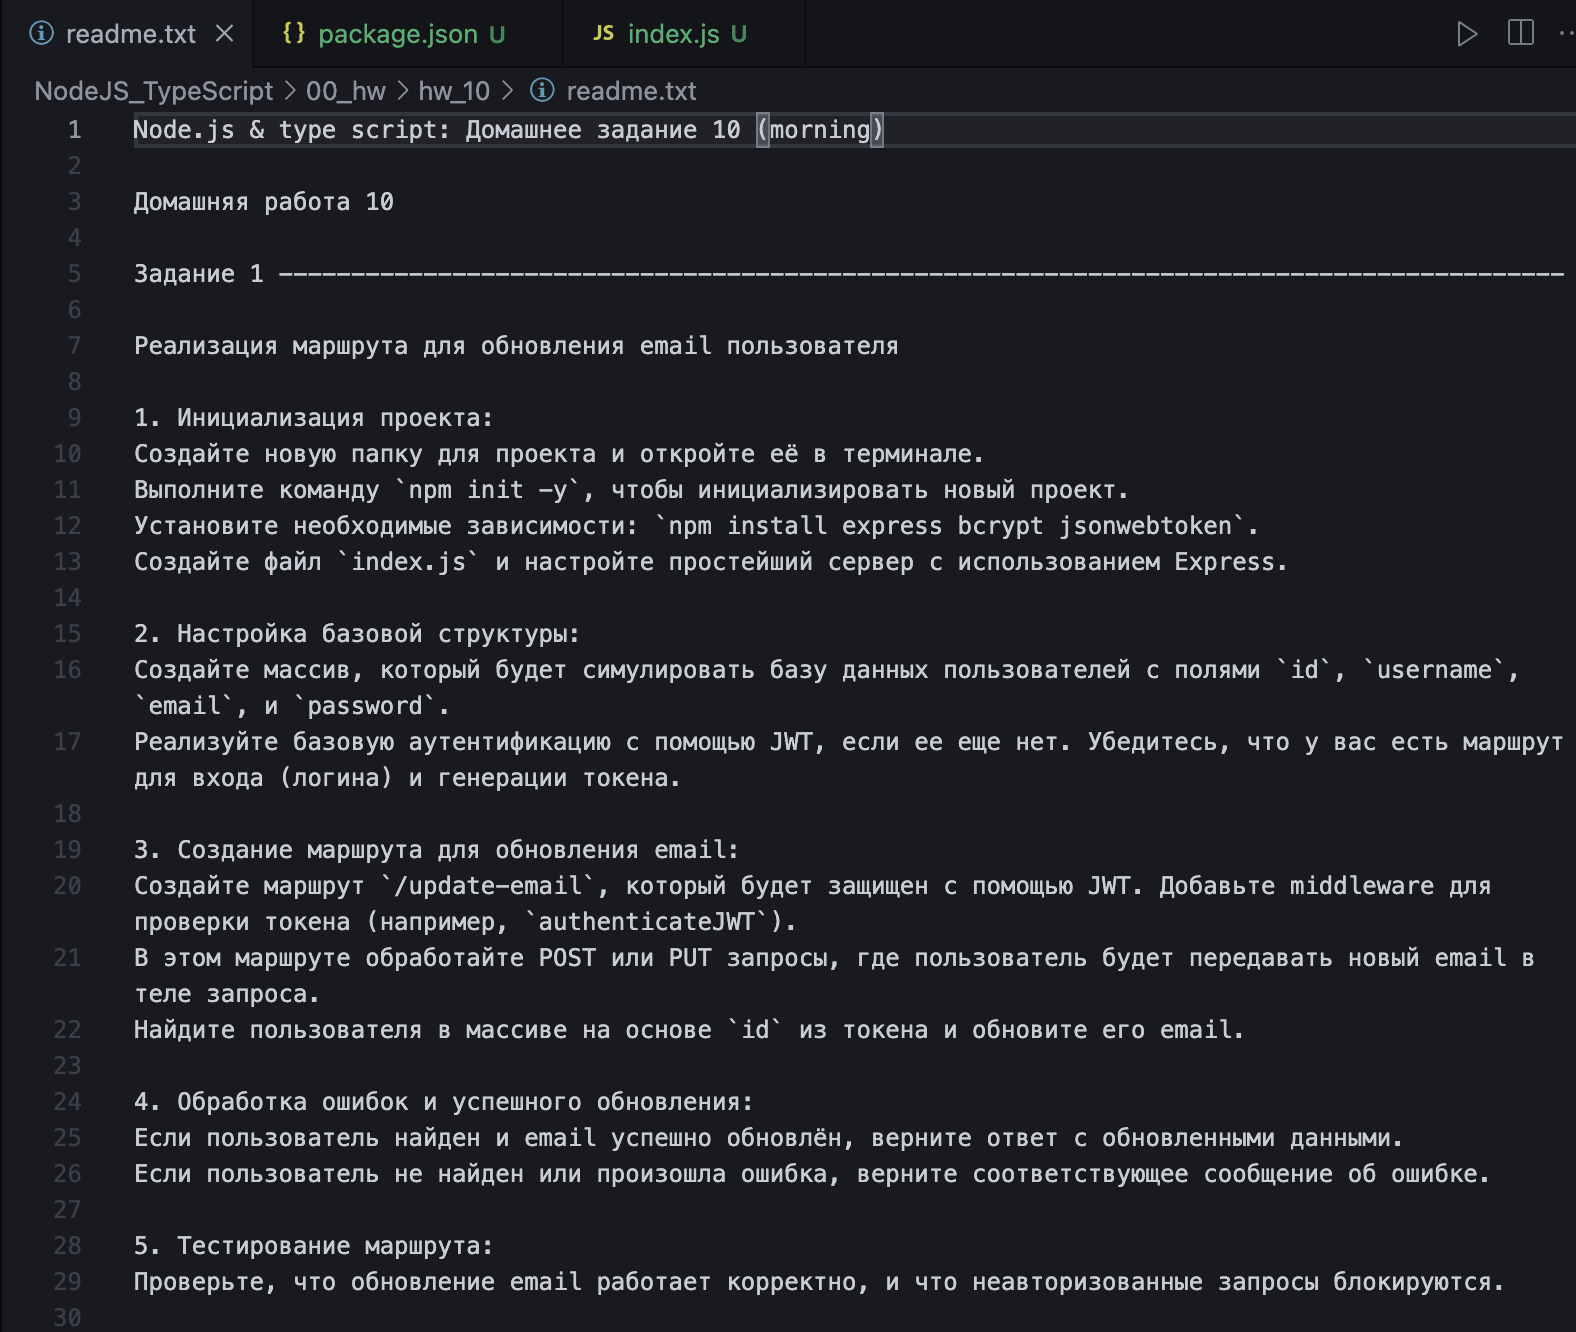 readme.txt
package.json U
JS index.js U
NodeJS_TypeScript > 00_hw > hw_10 > readme.txt
1 Node.js & type script: Домашнее задание 10 (morning)
2
3 Домашняя работа 10
4
5 Задание 1 -----------------------------------------------------------------------------------------
6
7 Реализация маршрута для обновления email пользователя
8
9 1. Инициализация проекта:
10 Создайте новую папку для проекта и откройте её в терминале.
11 Выполните команду `npm init -y`, чтобы инициализировать новый проект.
12 Установите необходимые зависимости: `npm install express bcrypt jsonwebtoken`.
13 Создайте файл `index.js` и настройте простейший сервер с использованием Express.
14
15 2. Настройка базовой структуры:
16 Создайте массив, который будет симулировать базу данных пользователей с полями `id`, `username`,
`email`, и `password`.
17 Реализуйте базовую аутентификацию с помощью JWT, если ее еще нет. Убедитесь, что у вас есть маршрут
для входа (логина) и генерации токена.
18
19 3. Создание маршрута для обновления email:
20 Создайте маршрут `/update-email`, который будет защищен с помощью JWT. Добавьте middleware для
проверки токена (например, `authenticateJWT`).
21 В этом маршруте обработайте POST или PUT запросы, где пользователь будет передавать новый email в
теле запроса.
22 Найдите пользователя в массиве на основе `id` из токена и обновите его email.
23
24 4. Обработка ошибок и успешного обновления:
25 Если пользователь найден и email успешно обновлён, верните ответ с обновленными данными.
26 Если пользователь не найден или произошла ошибка, верните соответствующее сообщение об ошибке.
27
28 5. Тестирование маршрута:
29 Проверьте, что обновление email работает корректно, и что неавторизованные запросы блокируются.
30